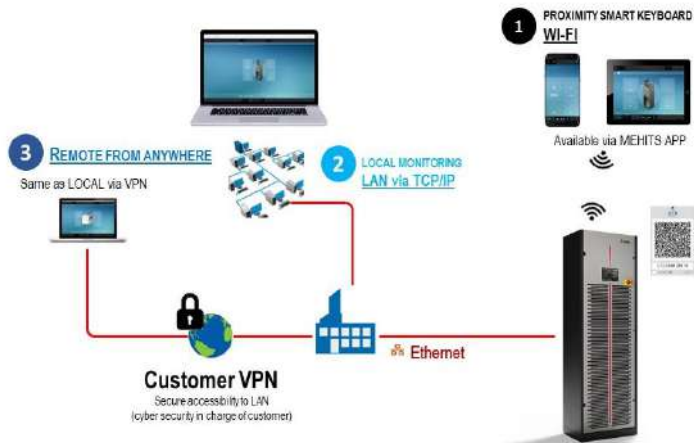 1
PROXIMITY SMART KEYBOARD
WI-FI
Available via MEHITS APP
3
REMOTE FROM ANYWHERE
Same as LOCAL via VPN
2
LOCAL MONITORING
LAN via TCP/IP
Ethernet
Customer VPN
Secure accessibility to LAN
(cyber security in charge of customer)